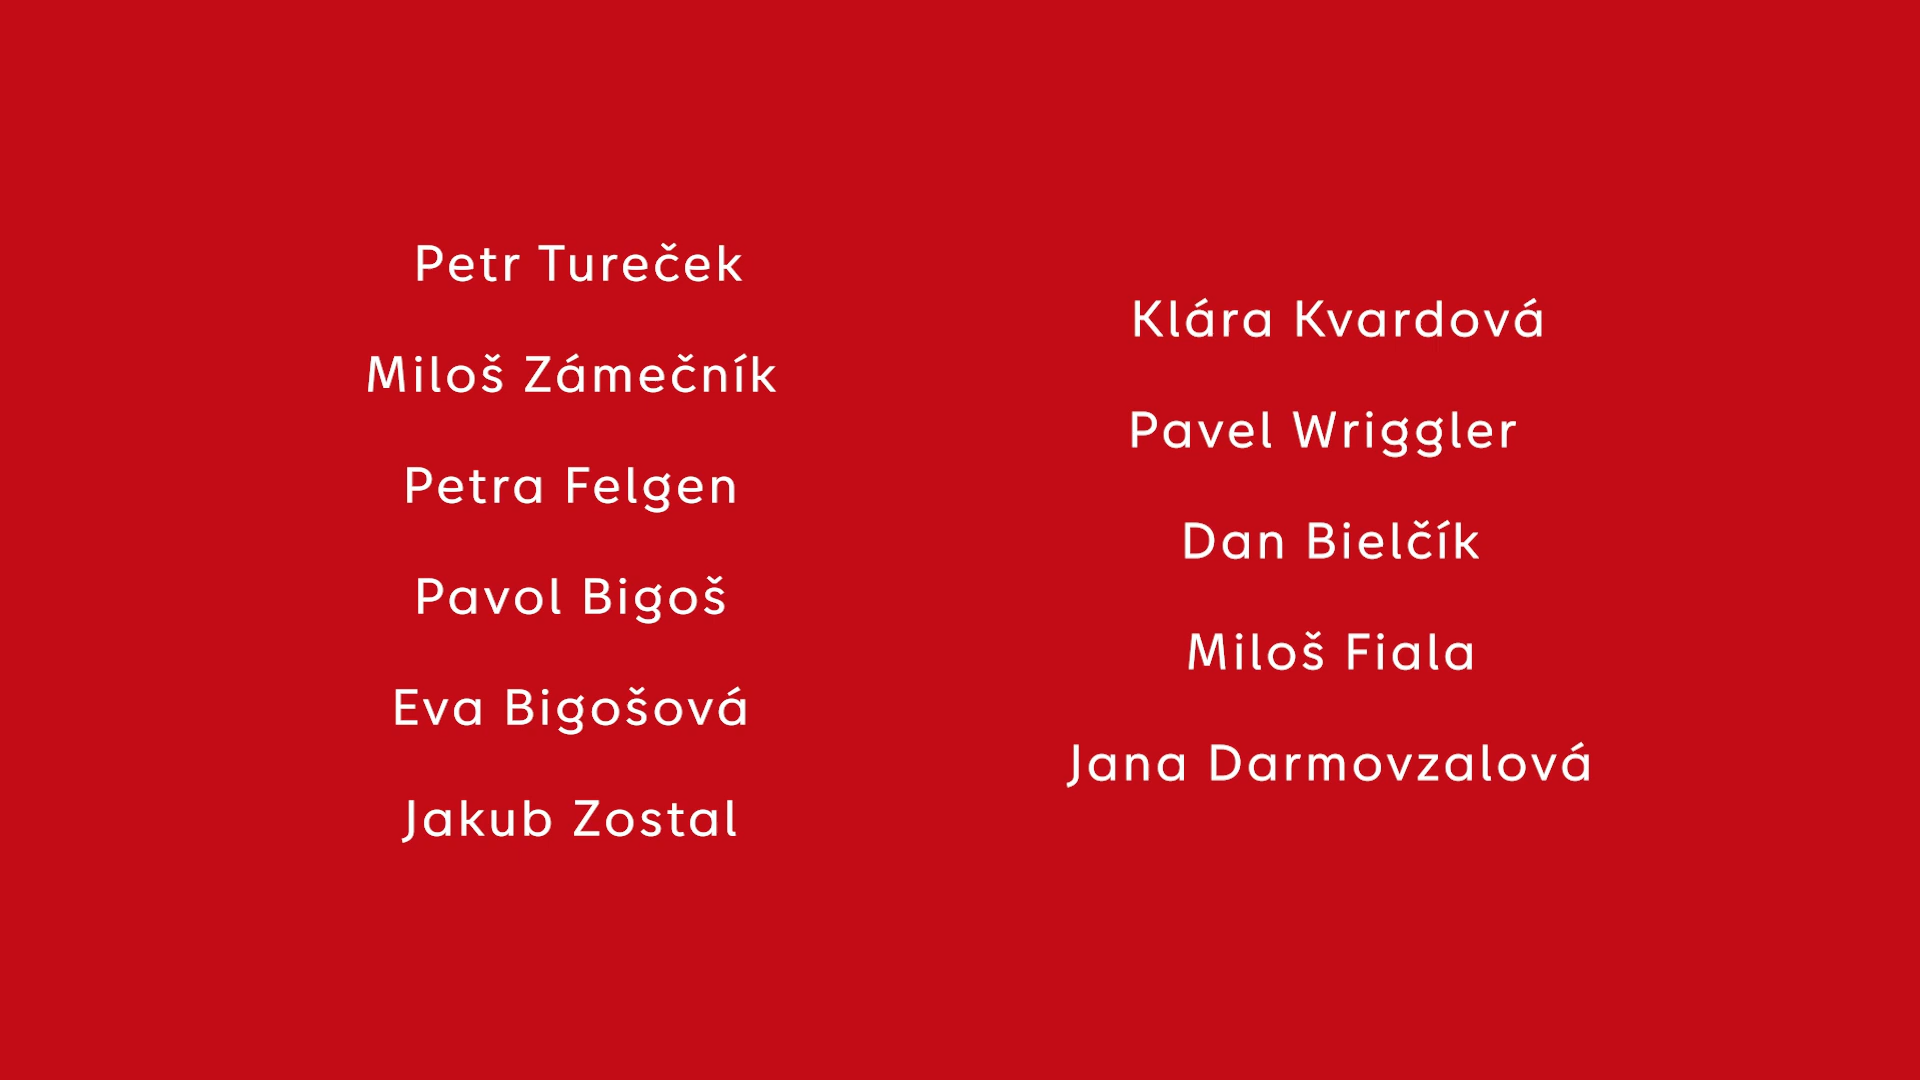 Petr Tureček
Miloš Zámečník
Petra Felgen
Pavol Bigoš
Eva Bigošová
Jakub Zostal
Klára Kvardová
Pavel Wriggler
Dan Bielčík
Miloš Fiala
Jana Darmovzalová